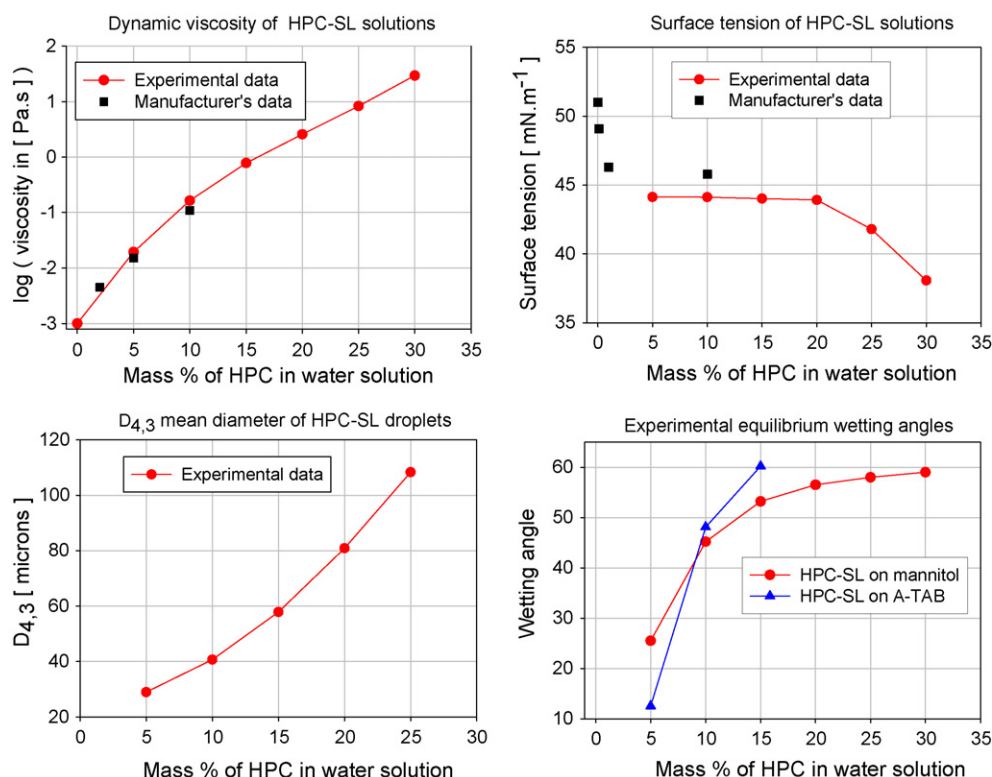 Dynamic viscosity of HPC-SL solutions
log ( viscosity in [ Pa.s ] )
2
1
0
-1
-2
-3
Experimental data
Manufacturer's data
0 5 10 15 20 25 30 35
Mass % of HPC in water solution
Surface tension of HPC-SL solutions
Surface tension [ mN.m⁻¹ ]
55
50
45
40
35
Experimental data
Manufacturer's data
0 5 10 15 20 25 30 35
Mass % of HPC in water solution
D4,3 mean diameter of HPC-SL droplets
D4,3 [ microns ]
120
100
80
60
40
20
Experimental data
0 5 10 15 20 25 30
Mass % of HPC in water solution
Experimental equilibrium wetting angles
Wetting angle
60
50
40
30
20
10
HPC-SL on mannitol
HPC-SL on A-TAB
0 5 10 15 20 25 30 35
Mass % of HPC in water solution